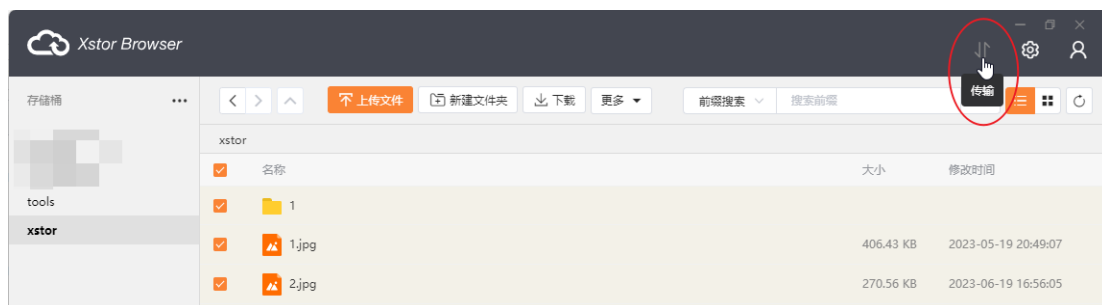 Xstor Browser
传输
存储桶
上传文件
新建文件夹
下载
更多
前缀搜索
搜索前缀
xstor
名称
大小
修改时间
tools
1
xstor
1.jpg
406.43 KB
2023-05-19 20:49:07
2.jpg
270.56 KB
2023-06-19 16:56:05